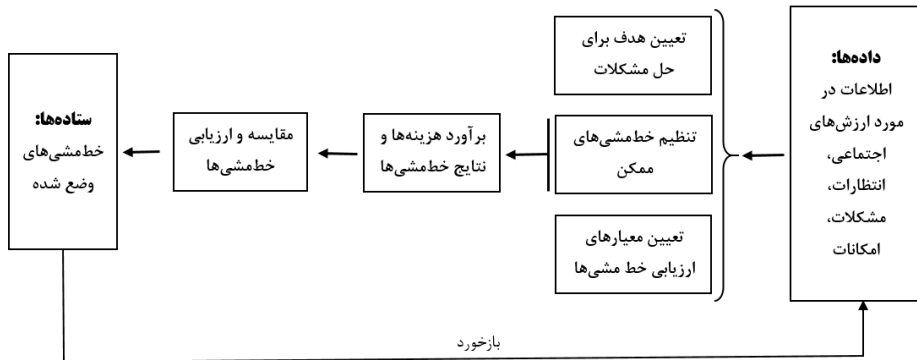 داده‌ها:
اطلاعات در
مورد ارزش‌های
اجتماعی،
انتظارات،
مشکلات،
امکانات
تعیین هدف برای
حل مشکلات
تنظیم خط‌مشی‌های
ممکن
تعیین معیارهای
ارزیابی خط مشی‌ها
برآورد هزینه‌ها و
نتایج خط‌مشی‌ها
مقایسه و ارزیابی
خط‌مشی‌ها
ستاده‌ها:
خط‌مشی‌های
وضع شده
بازخورد